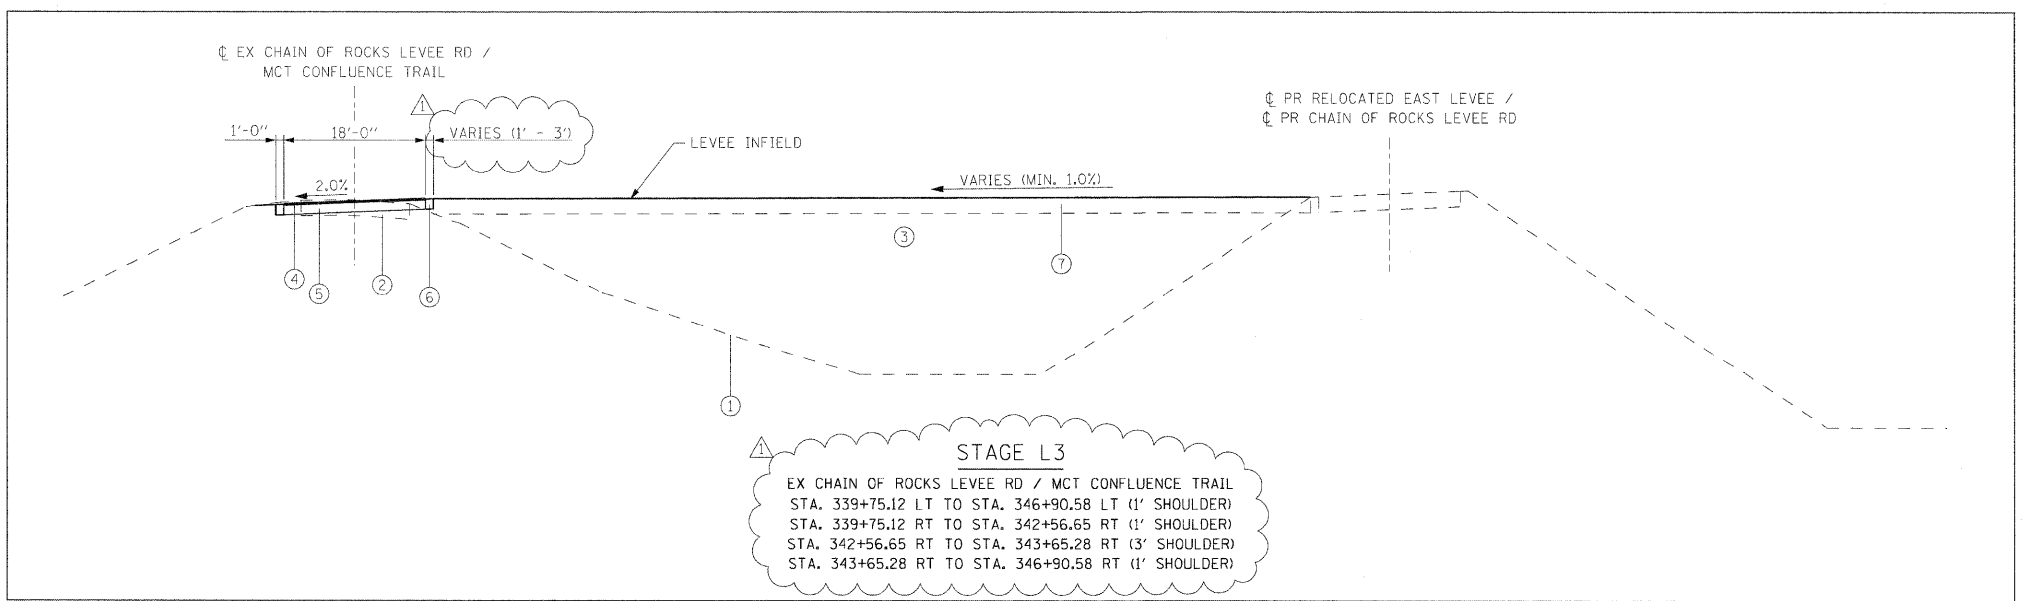 ℄ EX CHAIN OF ROCKS LEVEE RD /
MCT CONFLUENCE TRAIL
1
1'-0"
18'-0"
VARIES (1' - 3')
LEVEE INFIELD
℄ PR RELOCATED EAST LEVEE /
℄ PR CHAIN OF ROCKS LEVEE RD
2.0%
VARIES (MIN. 1.0%)
3
7
4
5
2
6
1
1
STAGE L3
EX CHAIN OF ROCKS LEVEE RD / MCT CONFLUENCE TRAIL
STA. 339+75.12 LT TO STA. 346+90.58 LT (1' SHOULDER)
STA. 339+75.12 RT TO STA. 342+56.65 RT (1' SHOULDER)
STA. 342+56.65 RT TO STA. 343+65.28 RT (3' SHOULDER)
STA. 343+65.28 RT TO STA. 346+90.58 RT (1' SHOULDER)